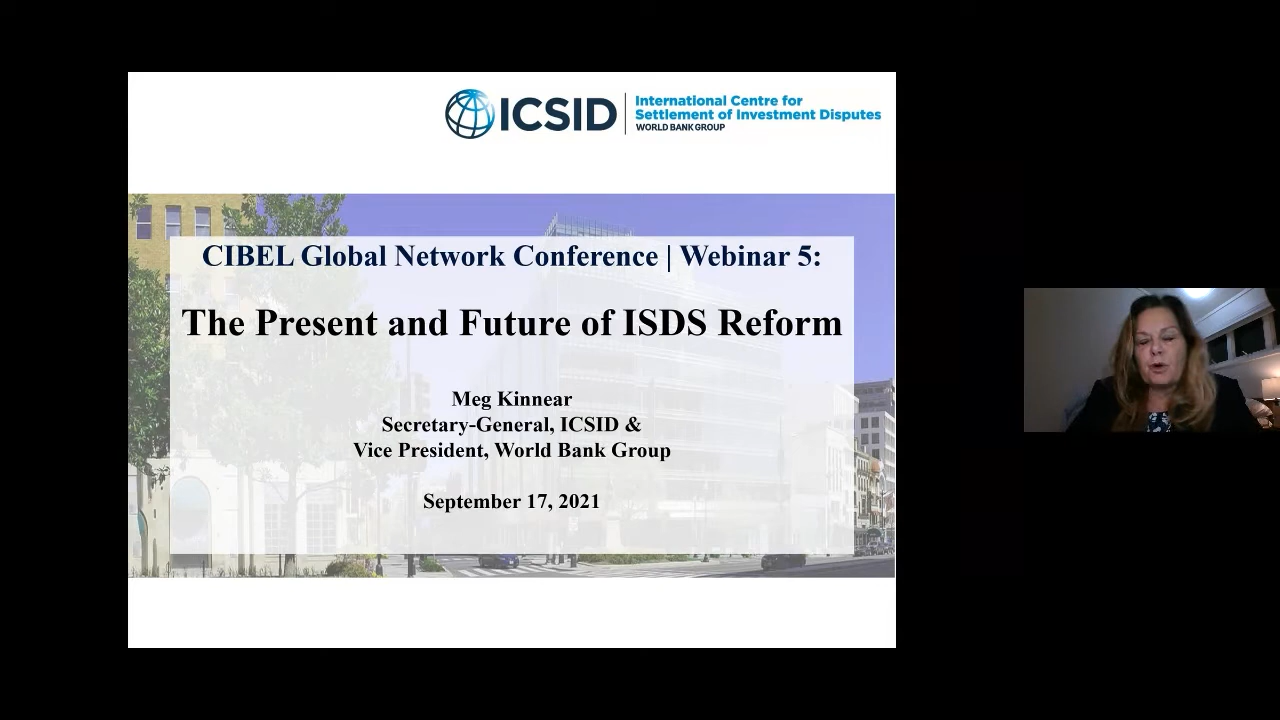 ICSID
International Centre for
Settlement of Investment Disputes
WORLD BANK GROUP
CIBEL Global Network Conference | Webinar 5:
The Present and Future of ISDS Reform
Meg Kinnear
Secretary-General, ICSID &
Vice President, World Bank Group
September 17, 2021